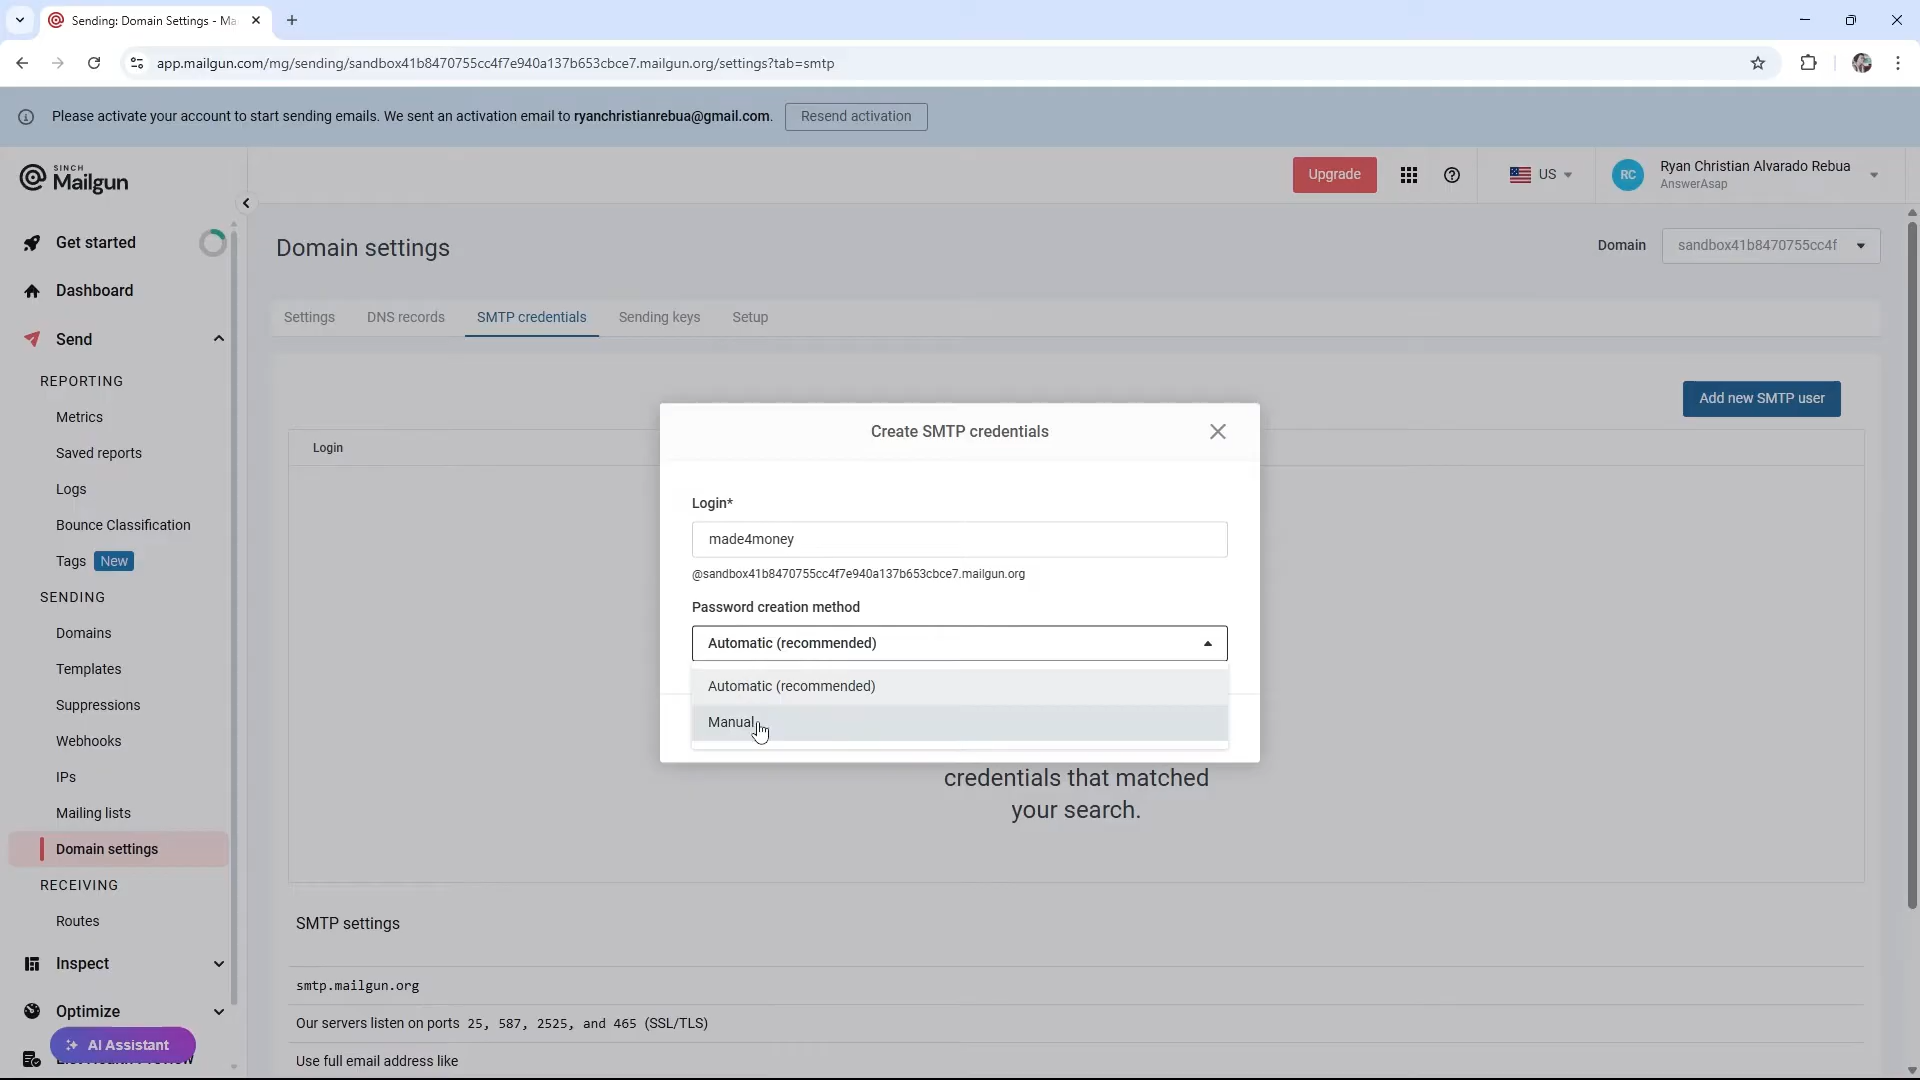 Sending: Domain Settings - Ma
app.mailgun.com/mg/sending/sandbox41b8470755cc4f7e940a137b653cbce7.mailgun.org/settings?tab=smtp
Please activate your account to start sending emails. We sent an activation email to ryanchristianrebua@gmail.com.
Resend activation
SINCH
Mailgun
Upgrade
US
RC
Ryan Christian Alvarado Rebua
AnswerAsap
Get started
Dashboard
Send
REPORTING
Metrics
Saved reports
Logs
Bounce Classification
Tags New
SENDING
Domains
Templates
Suppressions
Webhooks
IPs
Mailing lists
Domain settings
RECEIVING
Routes
Inspect
Optimize
AI Assistant
Domain settings
Domain
sandbox41b8470755cc4f
Settings
DNS records
SMTP credentials
Sending keys
Setup
Add new SMTP user
Login
Create SMTP credentials
Login*
made4money
@sandbox41b8470755cc4f7e940a137b653cbce7.mailgun.org
Password creation method
Automatic (recommended)
Automatic (recommended)
Manual
credentials that matched
your search.
SMTP settings
smtp.mailgun.org
Our servers listen on ports 25, 587, 2525, and 465 (SSL/TLS)
Use full email address like